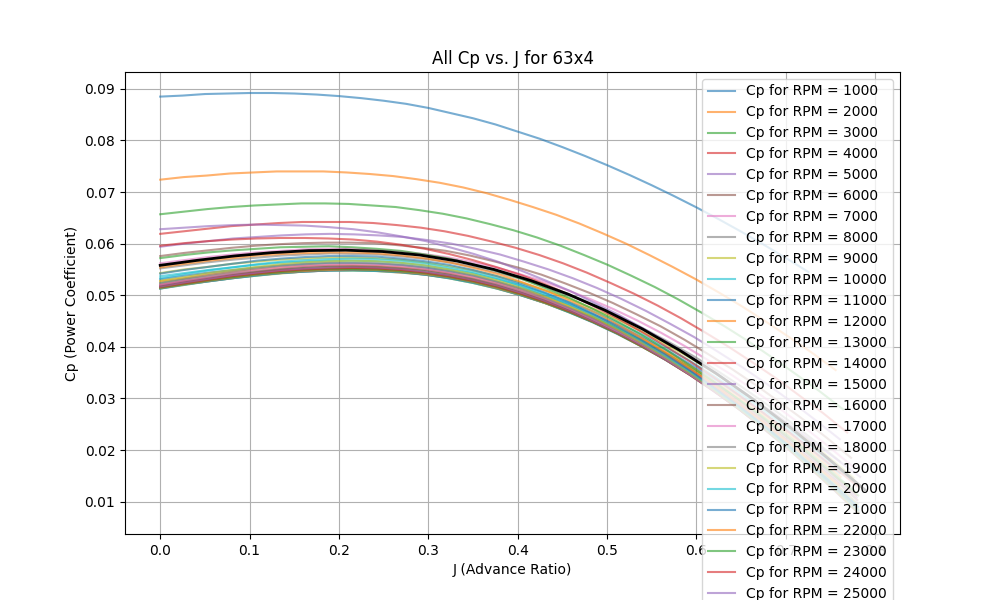 All Cp vs. J for 63x4
Cp (Power Coefficient)
0.09
0.08
0.07
0.06
0.05
0.04
0.03
0.02
0.01
0.0 0.1 0.2 0.3 0.4 0.5 0.6
J (Advance Ratio)
Cp for RPM = 1000
Cp for RPM = 2000
Cp for RPM = 3000
Cp for RPM = 4000
Cp for RPM = 5000
Cp for RPM = 6000
Cp for RPM = 7000
Cp for RPM = 8000
Cp for RPM = 9000
Cp for RPM = 10000
Cp for RPM = 11000
Cp for RPM = 12000
Cp for RPM = 13000
Cp for RPM = 14000
Cp for RPM = 15000
Cp for RPM = 16000
Cp for RPM = 17000
Cp for RPM = 18000
Cp for RPM = 19000
Cp for RPM = 20000
Cp for RPM = 21000
Cp for RPM = 22000
Cp for RPM = 23000
Cp for RPM = 24000
Cp for RPM = 25000